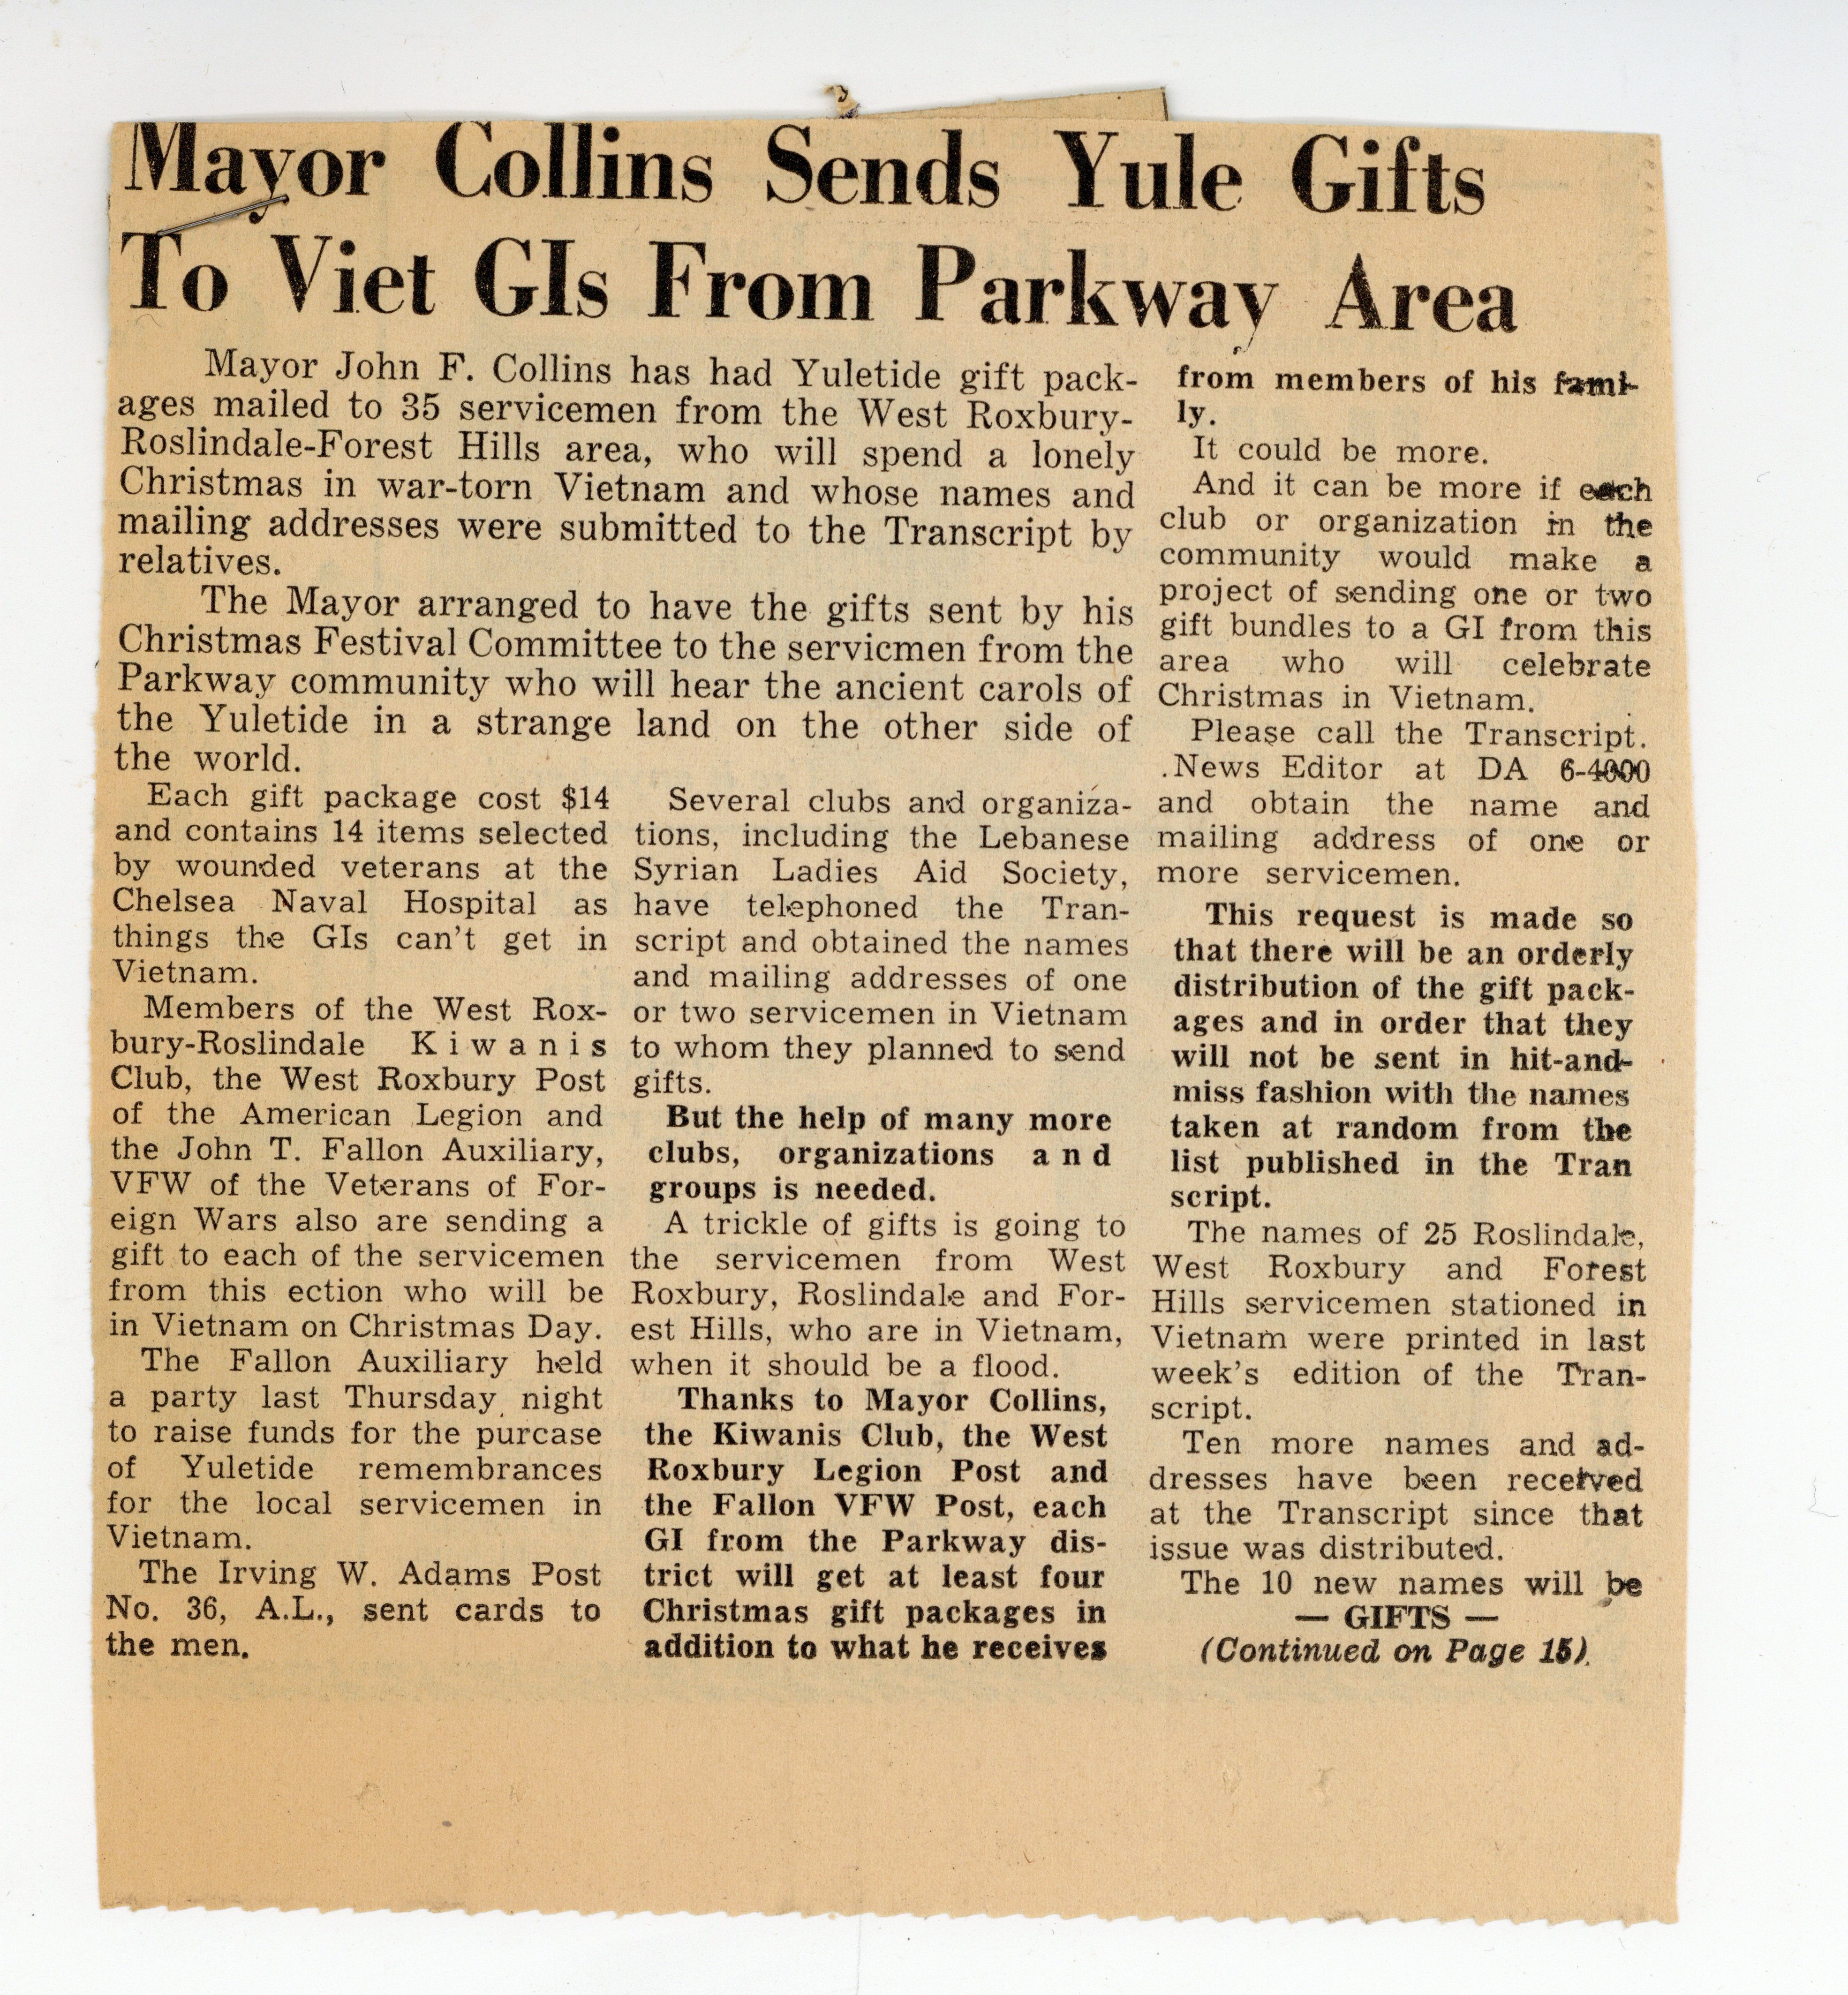 Mayor Collins Sends Yule Gifts
To Viet GIs From Parkway Area
Mayor John F. Collins has had Yuletide gift pack-
ages mailed to 35 servicemen from the West Roxbury-
Roslindale-Forest Hills area, who will spend a lonely
Christmas in war-torn Vietnam and whose names and
mailing addresses were submitted to the Transcript by
relatives.
The Mayor arranged to have the gifts sent by his
Christmas Festival Committee to the servicmen from the
Parkway community who will hear the ancient carols of
the Yuletide in a strange land on the other side of
the world.
Each gift package cost $14
and contains 14 items selected
by wounded veterans at the
Chelsea Naval Hospital as
things the GIs can't get in
Vietnam.
Members of the West Rox-
bury-Roslindale Kiwanis
Club, the West Roxbury Post
of the American Legion and
the John T. Fallon Auxiliary,
VFW of the Veterans of For-
eign Wars also are sending a
gift to each of the servicemen
from this ection who will be
in Vietnam on Christmas Day.
The Fallon Auxiliary held
a party last Thursday night
to raise funds for the purcase
of Yuletide remembrances
for the local servicemen in
Vietnam.
The Irving W. Adams Post
No. 36, A.L., sent cards to
the men.
Several clubs and organiza-
tions, including the Lebanese
Syrian Ladies Aid Society,
have telephoned the Tran-
script and obtained the names
and mailing addresses of one
or two servicemen in Vietnam
to whom they planned to send
gifts.
But the help of many more
clubs, organizations and
groups is needed.
A trickle of gifts is going to
the servicemen from West
Roxbury, Roslindale and For-
est Hills, who are in Vietnam,
when it should be a flood.
Thanks to Mayor Collins,
the Kiwanis Club, the West
Roxbury Legion Post and
the Fallon VFW Post, each
GI from the Parkway dis-
trict will get at least four
Christmas gift packages in
addition to what he receives
from members of his fami-
ly.
It could be more.
And it can be more if each
club or organization in the
community would make a
project of sending one or two
gift bundles to a GI from this
area who will celebrate
Christmas in Vietnam.
Please call the Transcript.
.News Editor at DA 6-4000
and obtain the name and
mailing address of one or
more servicemen.
This request is made so
that there will be an orderly
distribution of the gift pack-
ages and in order that they
will not be sent in hit-and-
miss fashion with the names
taken at random from the
list published in the Tran
script.
The names of 25 Roslindale,
West Roxbury and Forest
Hills servicemen stationed in
Vietnam were printed in last
week's edition of the Tran-
script.
Ten more names and ad-
dresses have been received
at the Transcript since that
issue was distributed.
The 10 new names will be
— GIFTS —
(Continued on Page 15)